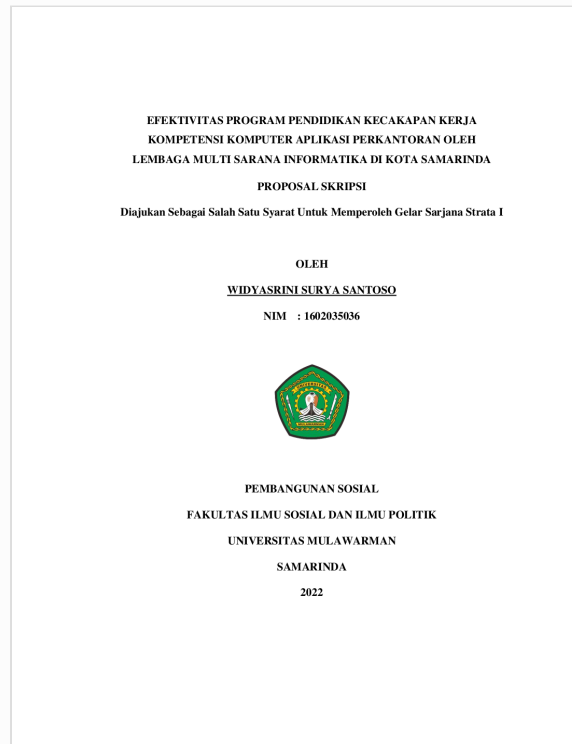 EFEKTIVITAS PROGRAM PENDIDIKAN KECAKAPAN KERJA
KOMPETENSI KOMPUTER APLIKASI PERKANTORAN OLEH
LEMBAGA MULTI SARANA INFORMATIKA DI KOTA SAMARINDA
PROPOSAL SKRIPSI
Diajukan Sebagai Salah Satu Syarat Untuk Memperoleh Gelar Sarjana Strata I
OLEH
WIDYASRINI SURYA SANTOSO
NIM : 1602035036
UNIVERSITAS
PEMBANGUNAN SOSIAL
FAKULTAS ILMU SOSIAL DAN ILMU POLITIK
UNIVERSITAS MULAWARMAN
SAMARINDA
2022